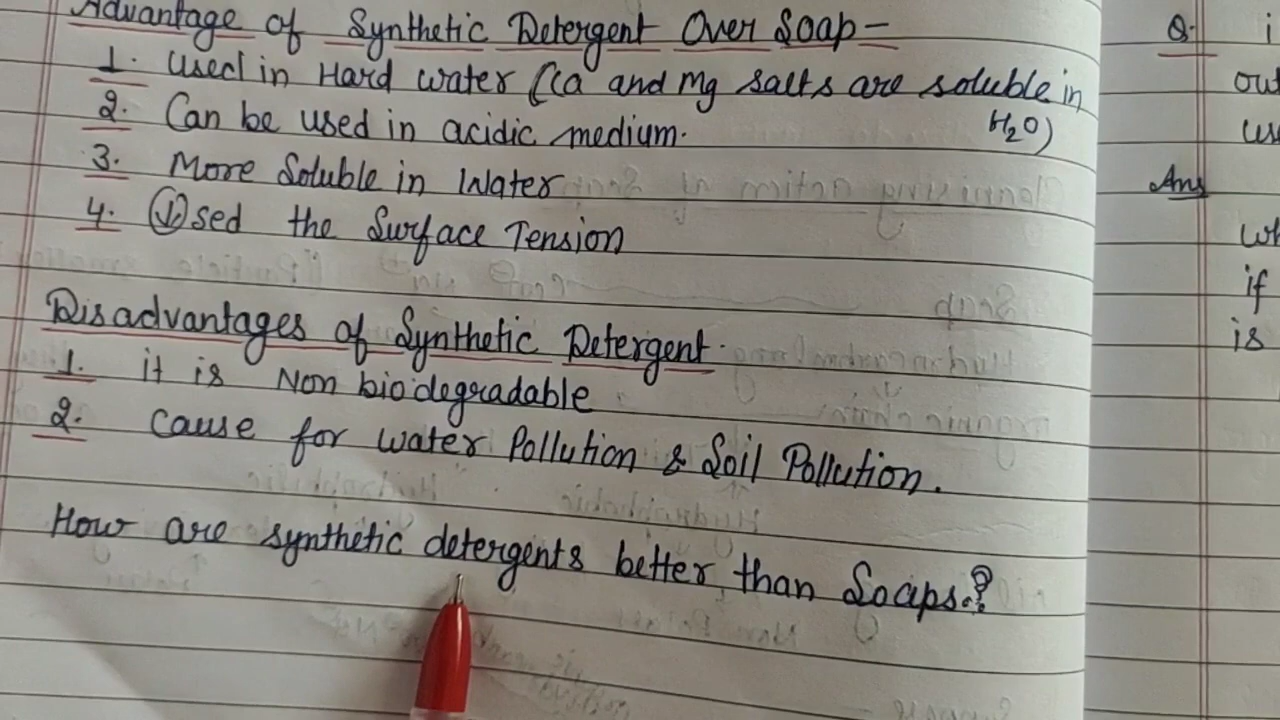 Advantage of Synthetic Detergent Over Soap-
1. Used in Hard water (Ca and Mg salts are soluble in
H₂O)
2. Can be used in acidic medium.
3. More Soluble in Water
4. Used the Surface Tension
Disadvantages of Synthetic Detergent.
1. it is Non biodegradable
2. Cause for water Pollution & Soil Pollution.
How are synthetic detergents better than Soaps.?
Q.
Ans
if
is